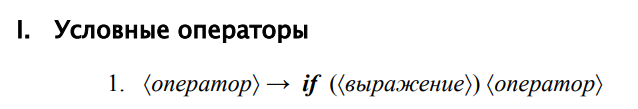 I. Условные операторы
1. ⟨оператор⟩ → if (⟨выражение⟩) ⟨оператор⟩